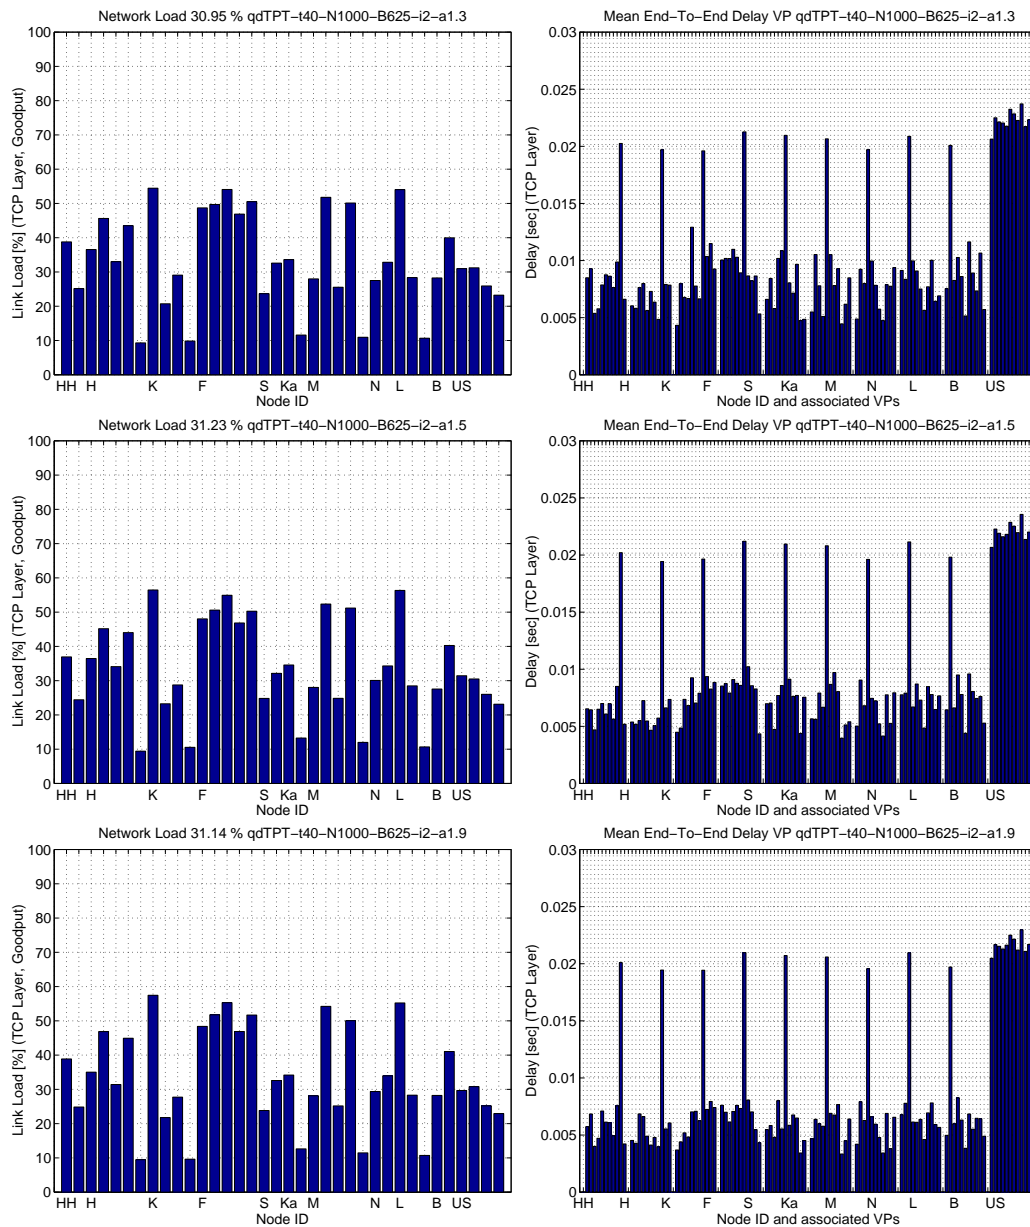 Network Load 30.95 % qdTPT−t40−N1000−B625−i2−a1.3
Link Load [%] (TCP Layer, Goodput)
100
90
80
70
60
50
40
30
20
10
0
HH H K F S Ka M N L B US
Node ID
Mean End−To−End Delay VP qdTPT−t40−N1000−B625−i2−a1.3
Delay [sec] (TCP Layer)
0.03
0.025
0.02
0.015
0.01
0.005
0
HH H K F S Ka M N L B US
Node ID and associated VPs
Network Load 31.23 % qdTPT−t40−N1000−B625−i2−a1.5
Link Load [%] (TCP Layer, Goodput)
100
90
80
70
60
50
40
30
20
10
0
HH H K F S Ka M N L B US
Node ID
Mean End−To−End Delay VP qdTPT−t40−N1000−B625−i2−a1.5
Delay [sec] (TCP Layer)
0.03
0.025
0.02
0.015
0.01
0.005
0
HH H K F S Ka M N L B US
Node ID and associated VPs
Network Load 31.14 % qdTPT−t40−N1000−B625−i2−a1.9
Link Load [%] (TCP Layer, Goodput)
100
90
80
70
60
50
40
30
20
10
0
HH H K F S Ka M N L B US
Node ID
Mean End−To−End Delay VP qdTPT−t40−N1000−B625−i2−a1.9
Delay [sec] (TCP Layer)
0.03
0.025
0.02
0.015
0.01
0.005
0
HH H K F S Ka M N L B US
Node ID and associated VPs